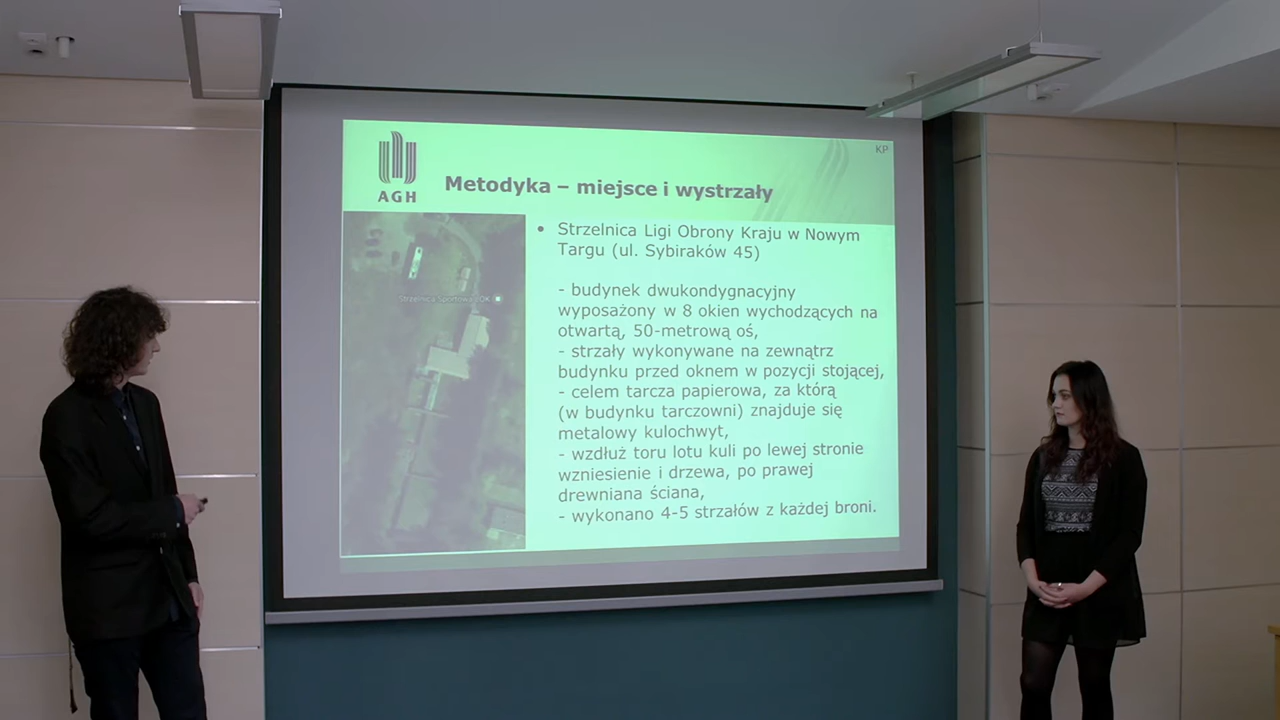 KP
AGH
Metodyka – miejsce i wystrzały
• Strzelnica Ligi Obrony Kraju w Nowym
Targu (ul. Sybiraków 45)
- budynek dwukondygnacyjny
wyposażony w 8 okien wychodzących na
otwartą, 50-metrową oś,
- strzały wykonywane na zewnątrz
budynku przed oknem w pozycji stojącej,
- celem tarcza papierowa, za którą
(w budynku tarczowni) znajduje się
metalowy kulochwyt,
- wzdłuż toru lotu kuli po lewej stronie
wzniesienie i drzewa, po prawej
drewniana ściana,
- wykonano 4-5 strzałów z każdej broni.
Strzelnica Sportowa